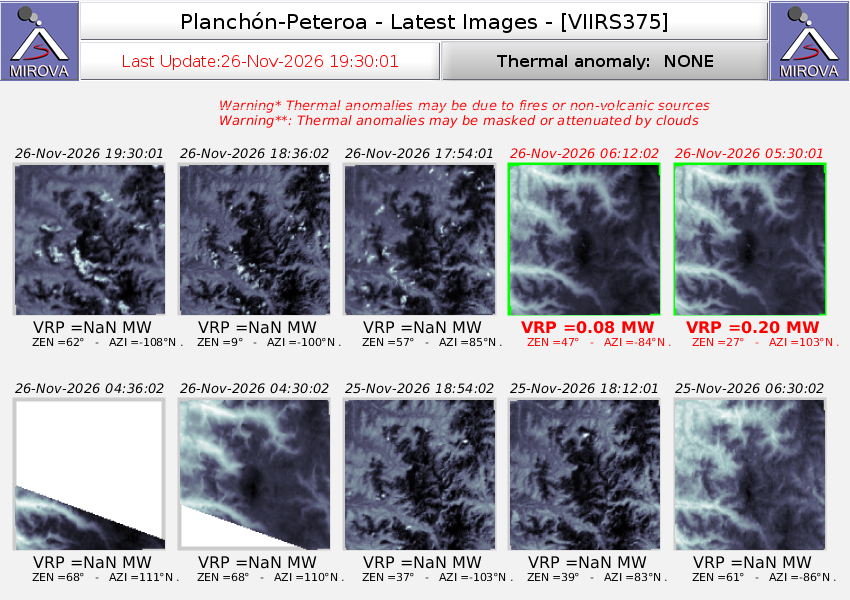 Planchón-Peteroa - Latest Images - [VIIRS375]
MIROVA
Last Update:26-Nov-2026 19:30:01
Thermal anomaly: NONE
MIROVA
Warning* Thermal anomalies may be due to fires or non-volcanic sources
Warning**: Thermal anomalies may be masked or attenuated by clouds
26-Nov-2026 19:30:01 26-Nov-2026 18:36:02 26-Nov-2026 17:54:01 26-Nov-2026 06:12:02 26-Nov-2026 05:30:01
VRP =NaN MW VRP =NaN MW VRP =NaN MW VRP =0.08 MW VRP =0.20 MW
ZEN =62° - AZI =-108°N . ZEN =9° - AZI =-100°N . ZEN =57° - AZI =85°N . ZEN =47° - AZI =-84°N . ZEN =27° - AZI =103°N .
26-Nov-2026 04:36:02 26-Nov-2026 04:30:02 25-Nov-2026 18:54:02 25-Nov-2026 18:12:01 25-Nov-2026 06:30:02
VRP =NaN MW VRP =NaN MW VRP =NaN MW VRP =NaN MW VRP =NaN MW
ZEN =68° - AZI =111°N . ZEN =68° - AZI =110°N . ZEN =37° - AZI =-103°N . ZEN =39° - AZI =83°N . ZEN =61° - AZI =-86°N .